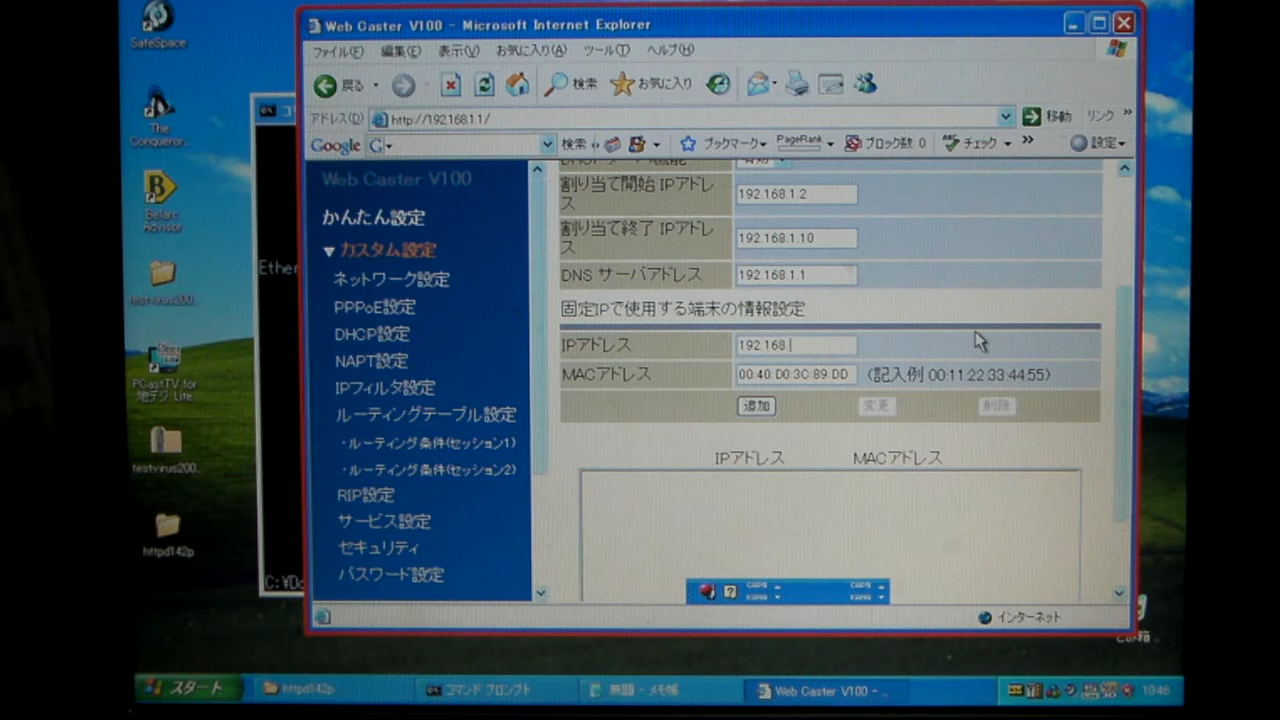 SafeSpace
The
Conqueror...
Belarc
Advisor
testvirus200..
PCastTV for
地デジ Lite
testvirus200..
httpd142p
Ether
C:¥Do
Web Caster V100 - Microsoft Internet Explorer
ファイル(F) 編集(E) 表示(V) お気に入り(A) ツール(T) ヘルプ(H)
戻る 検索 お気に入り
アドレス(D) http://192.168.1.1/ 移動 リンク »
Google G 検索 ブックマーク PageRank ブロック数 0 チェック » 設定
Web Caster V100
かんたん設定
▼カスタム設定
ネットワーク設定
PPPoE設定
DHCP設定
NAPT設定
IPフィルタ設定
ルーティングテーブル設定
・ルーティング条件(セッション1)
・ルーティング条件(セッション2)
RIP設定
サービス設定
セキュリティ
パスワード設定
割り当て開始 IPアドレ
ス
192.168.1.2
割り当て終了 IPアドレ
ス
192.168.1.10
DNS サーバアドレス 192.168.1.1
固定IPで使用する端末の情報設定
IPアドレス 192.168
MACアドレス 00:40:D0:3C:89:DD (記入例 00:11:22:33:44:55)
追加 変更 削除
IPアドレス MACアドレス
CAPS CAPS
KANA KANA
インターネット
スタート httpd142p コマンド プロンプト 無題 - メモ帳 Web Caster V100 - ... 10:46